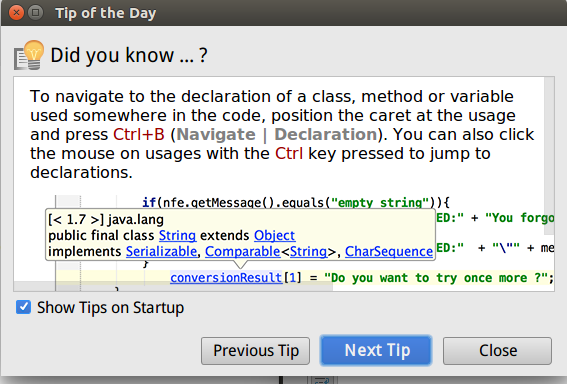 Tip of the Day
Did you know ... ?
To navigate to the declaration of a class, method or variable
used somewhere in the code, position the caret at the usage
and press Ctrl+B (Navigate | Declaration). You can also click
the mouse on usages with the Ctrl key pressed to jump to
declarations.
if(nfe.getMessage().equals("empty string")){
[< 1.7 >] java.lang
ED:" + "You forgo
public final class String extends Object
implements Serializable, Comparable<String>, CharSequence
ED:" + "\"" + me
}
conversionResult[1] = "Do you want to try once more ?";
Show Tips on Startup
Previous Tip
Next Tip
Close